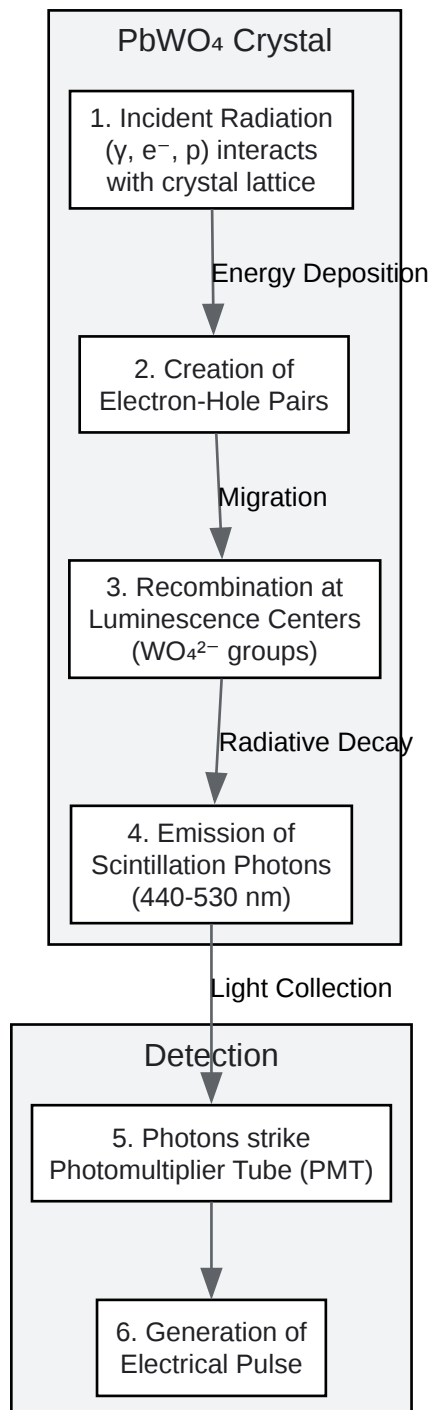 PbWO₄ Crystal
1. Incident Radiation
(γ, e⁻, p) interacts
with crystal lattice
Energy Deposition
2. Creation of
Electron-Hole Pairs
Migration
3. Recombination at
Luminescence Centers
(WO₄²⁻ groups)
Radiative Decay
4. Emission of
Scintillation Photons
(440-530 nm)
Light Collection
Detection
5. Photons strike
Photomultiplier Tube (PMT)
6. Generation of
Electrical Pulse